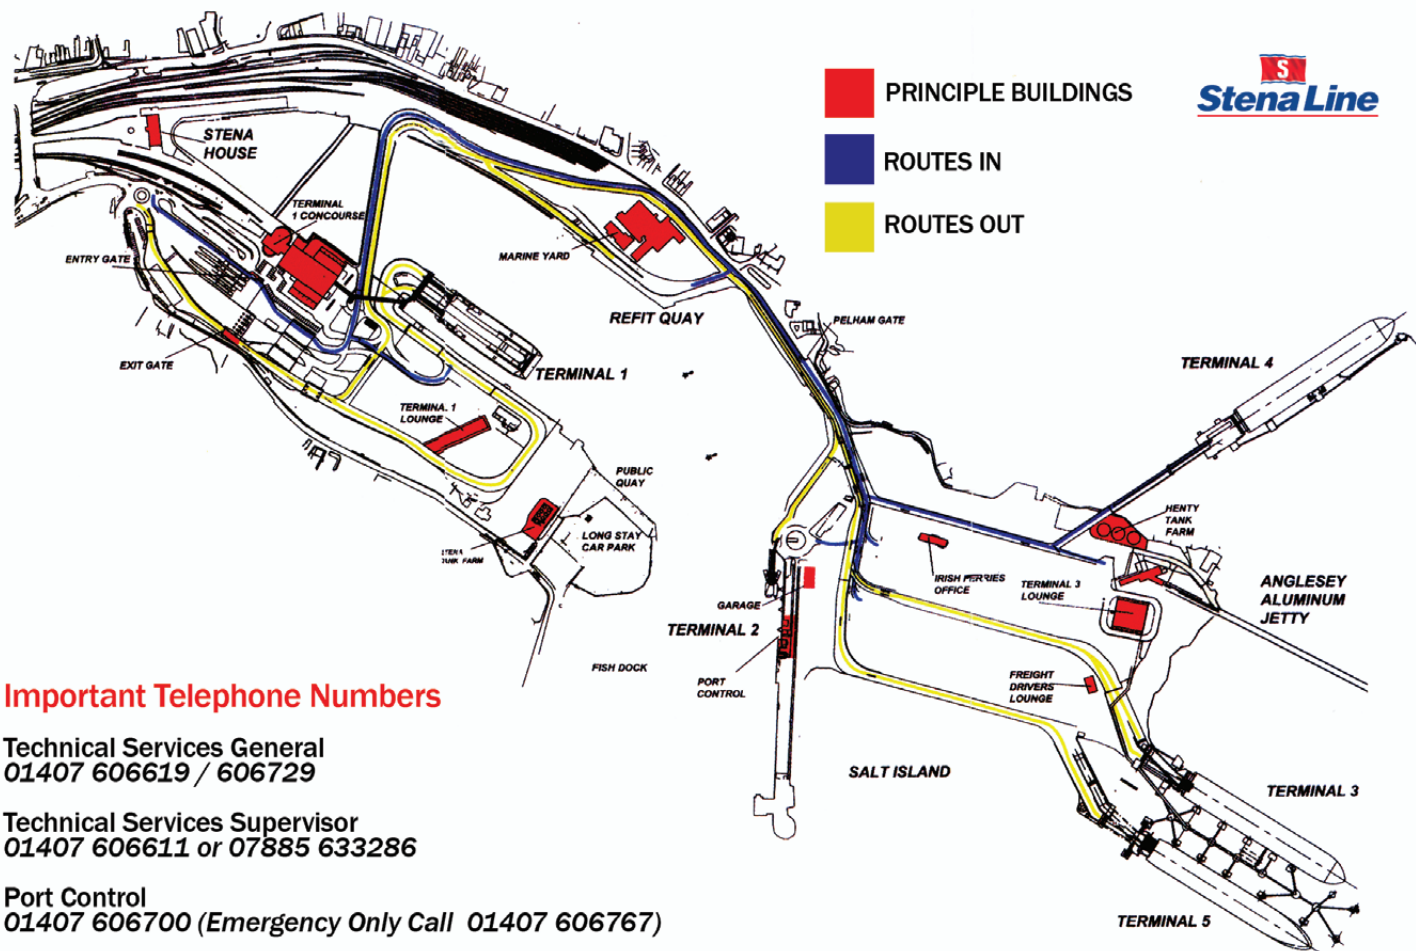 PRINCIPLE BUILDINGS
ROUTES IN
ROUTES OUT
S
Stena Line
STENA
HOUSE
TERMINAL
1 CONCOURSE
ENTRY GATE
EXIT GATE
MARINE YARD
REFIT QUAY
PELHAM GATE
TERMINAL 1
TERMINAL 4
TERMINAL 1
LOUNGE
PUBLIC
QUAY
LONG STAY
CAR PARK
TANK FARM
HENTY
TANK
FARM
IRISH FERRIES
OFFICE
TERMINAL 3
LOUNGE
ANGLESEY
ALUMINUM
JETTY
GARAGE
TERMINAL 2
FISH DOCK
PORT
CONTROL
FREIGHT
DRIVERS
LOUNGE
SALT ISLAND
TERMINAL 3
TERMINAL 5
Important Telephone Numbers
Technical Services General
01407 606619 / 606729
Technical Services Supervisor
01407 606611 or 07885 633286
Port Control
01407 606700 (Emergency Only Call 01407 606767)